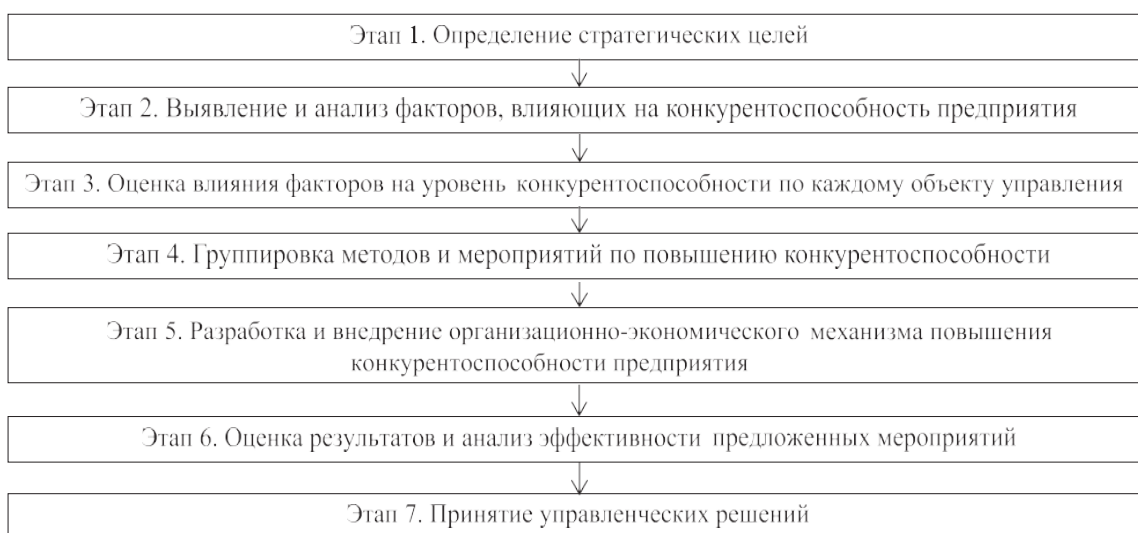 Этап 1. Определение стратегических целей
Этап 2. Выявление и анализ факторов, влияющих на конкурентоспособность предприятия
Этап 3. Оценка влияния факторов на уровень конкурентоспособности по каждому объекту управления
Этап 4. Группировка методов и мероприятий по повышению конкурентоспособности
Этап 5. Разработка и внедрение организационно-экономического механизма повышения
конкурентоспособности предприятия
Этап 6. Оценка результатов и анализ эффективности предложенных мероприятий
Этап 7. Принятие управленческих решений